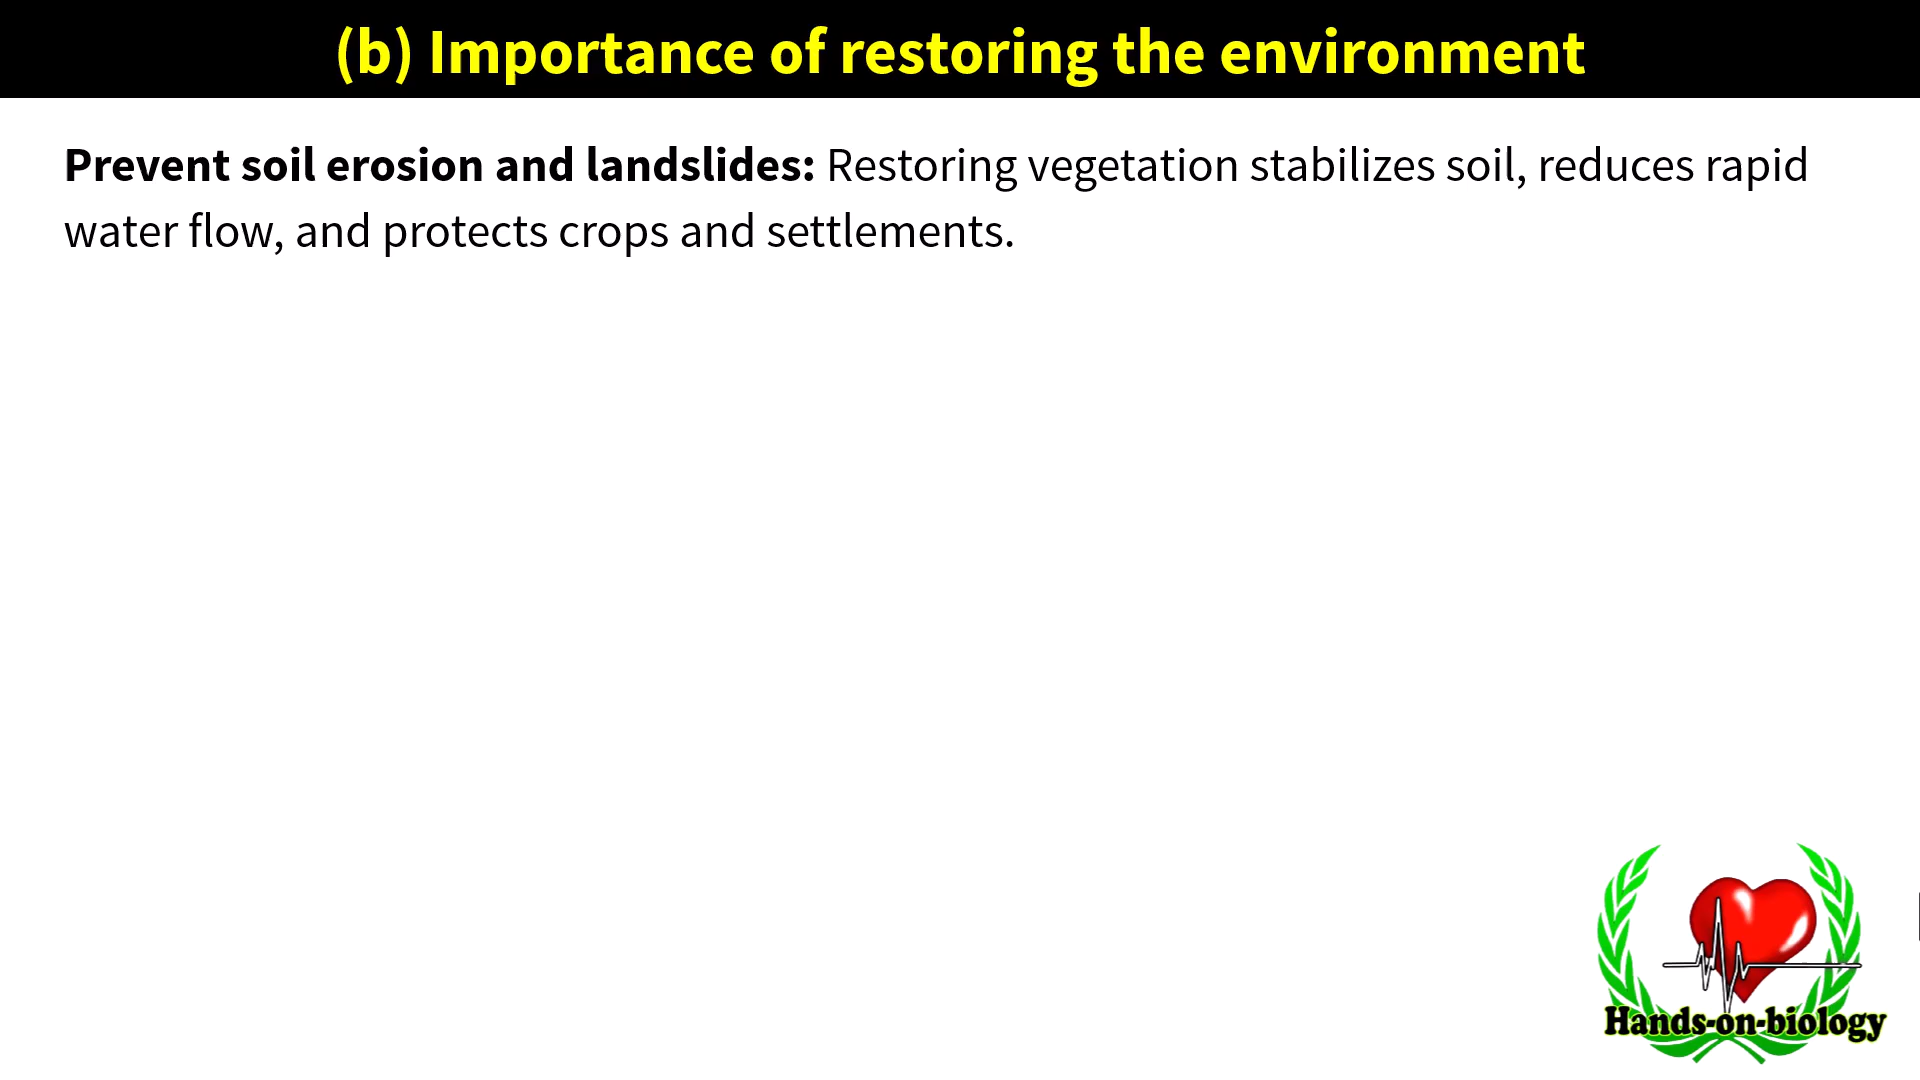 (b) Importance of restoring the environment
Prevent soil erosion and landslides: Restoring vegetation stabilizes soil, reduces rapid
water flow, and protects crops and settlements.
Hands-on-biology